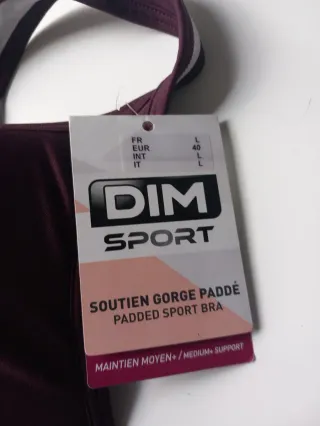 FR L
EUR 40
INT L
IT L
DIM
SPORT
SOUTIEN GORGE PADDÉ
PADDED SPORT BRA
MAINTIEN MOYEN+ / MEDIUM+ SUPPORT